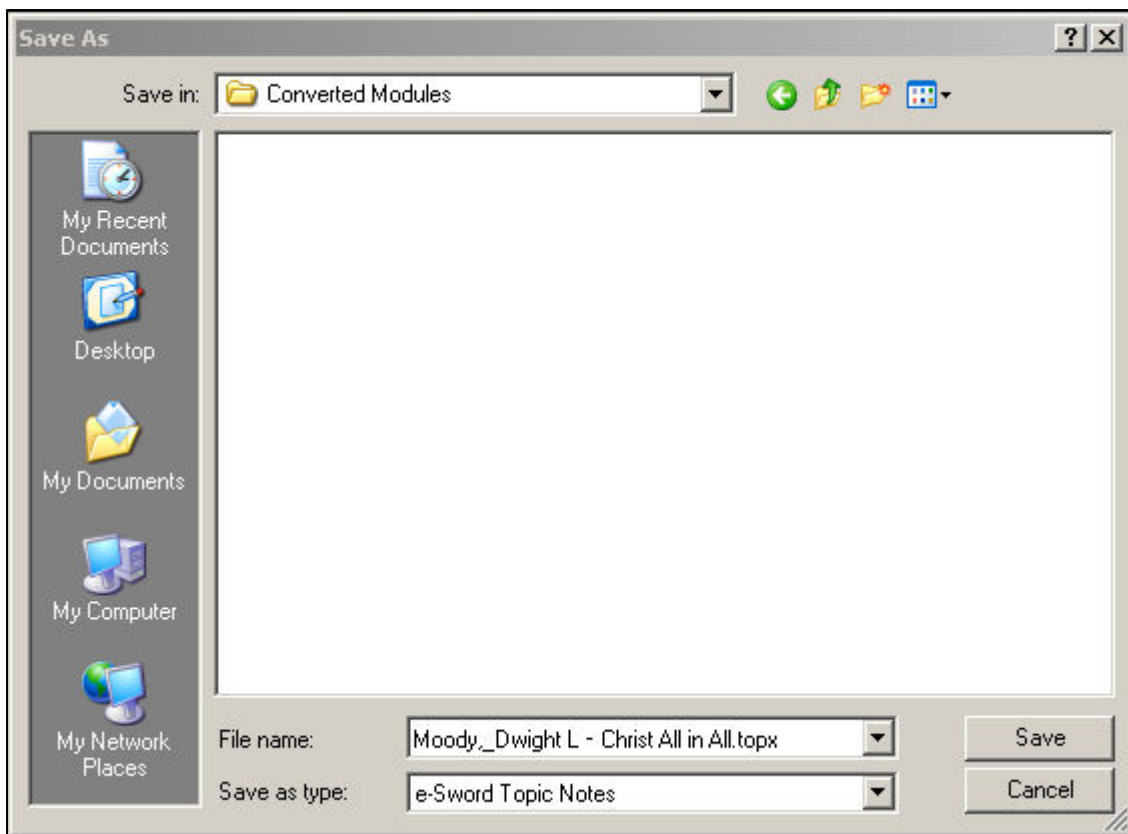 Save As
Save in:
Converted Modules
My Recent
Documents
Desktop
My Documents
My Computer
My Network
Places
File name:
Moody,_Dwight L - Christ All in All.topx
Save
Save as type:
e-Sword Topic Notes
Cancel